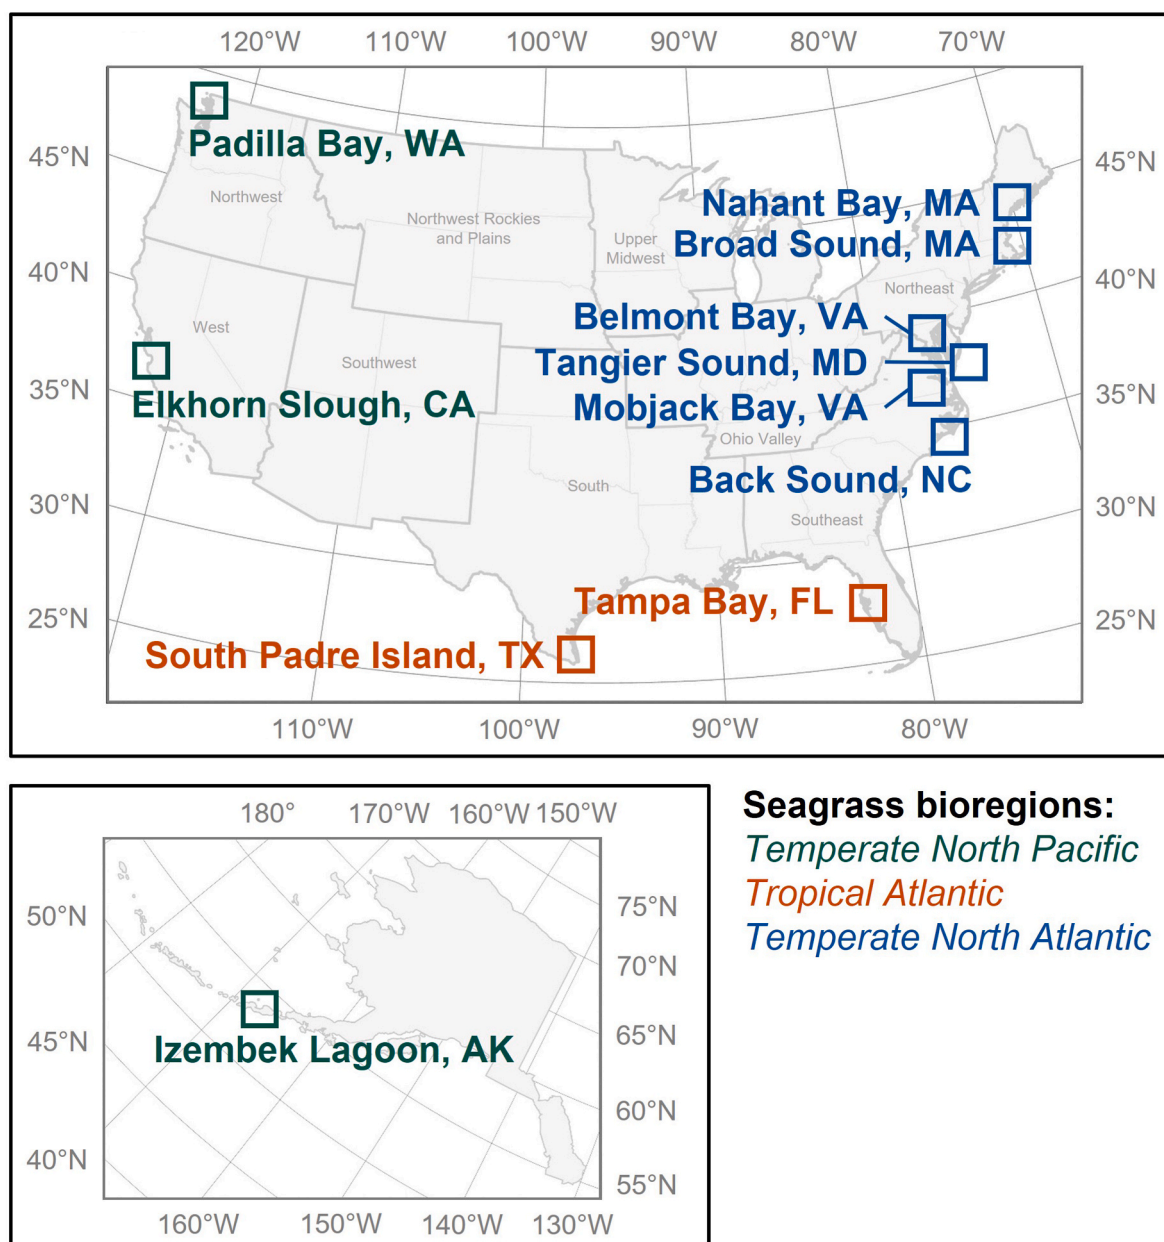 120°W 110°W 100°W 90°W 80°W 70°W
Padilla Bay, WA
45°N
45°N
Northwest
Northwest Rockies
and Plains
Upper
Midwest
Nahant Bay, MA
Broad Sound, MA
40°N
40°N
Northeast
West
Southwest
Belmont Bay, VA
Tangier Sound, MD
Mobjack Bay, VA
35°N
35°N
Elkhorn Slough, CA
Ohio Valley
Back Sound, NC
South
Southeast
30°N
30°N
Tampa Bay, FL
25°N
25°N
South Padre Island, TX
110°W 100°W 90°W 80°W
180° 170°W 160°W 150°W
50°N
75°N
70°N
45°N
65°N
Izembek Lagoon, AK
60°N
40°N
55°N
160°W 150°W 140°W 130°W
Seagrass bioregions:
Temperate North Pacific
Tropical Atlantic
Temperate North Atlantic